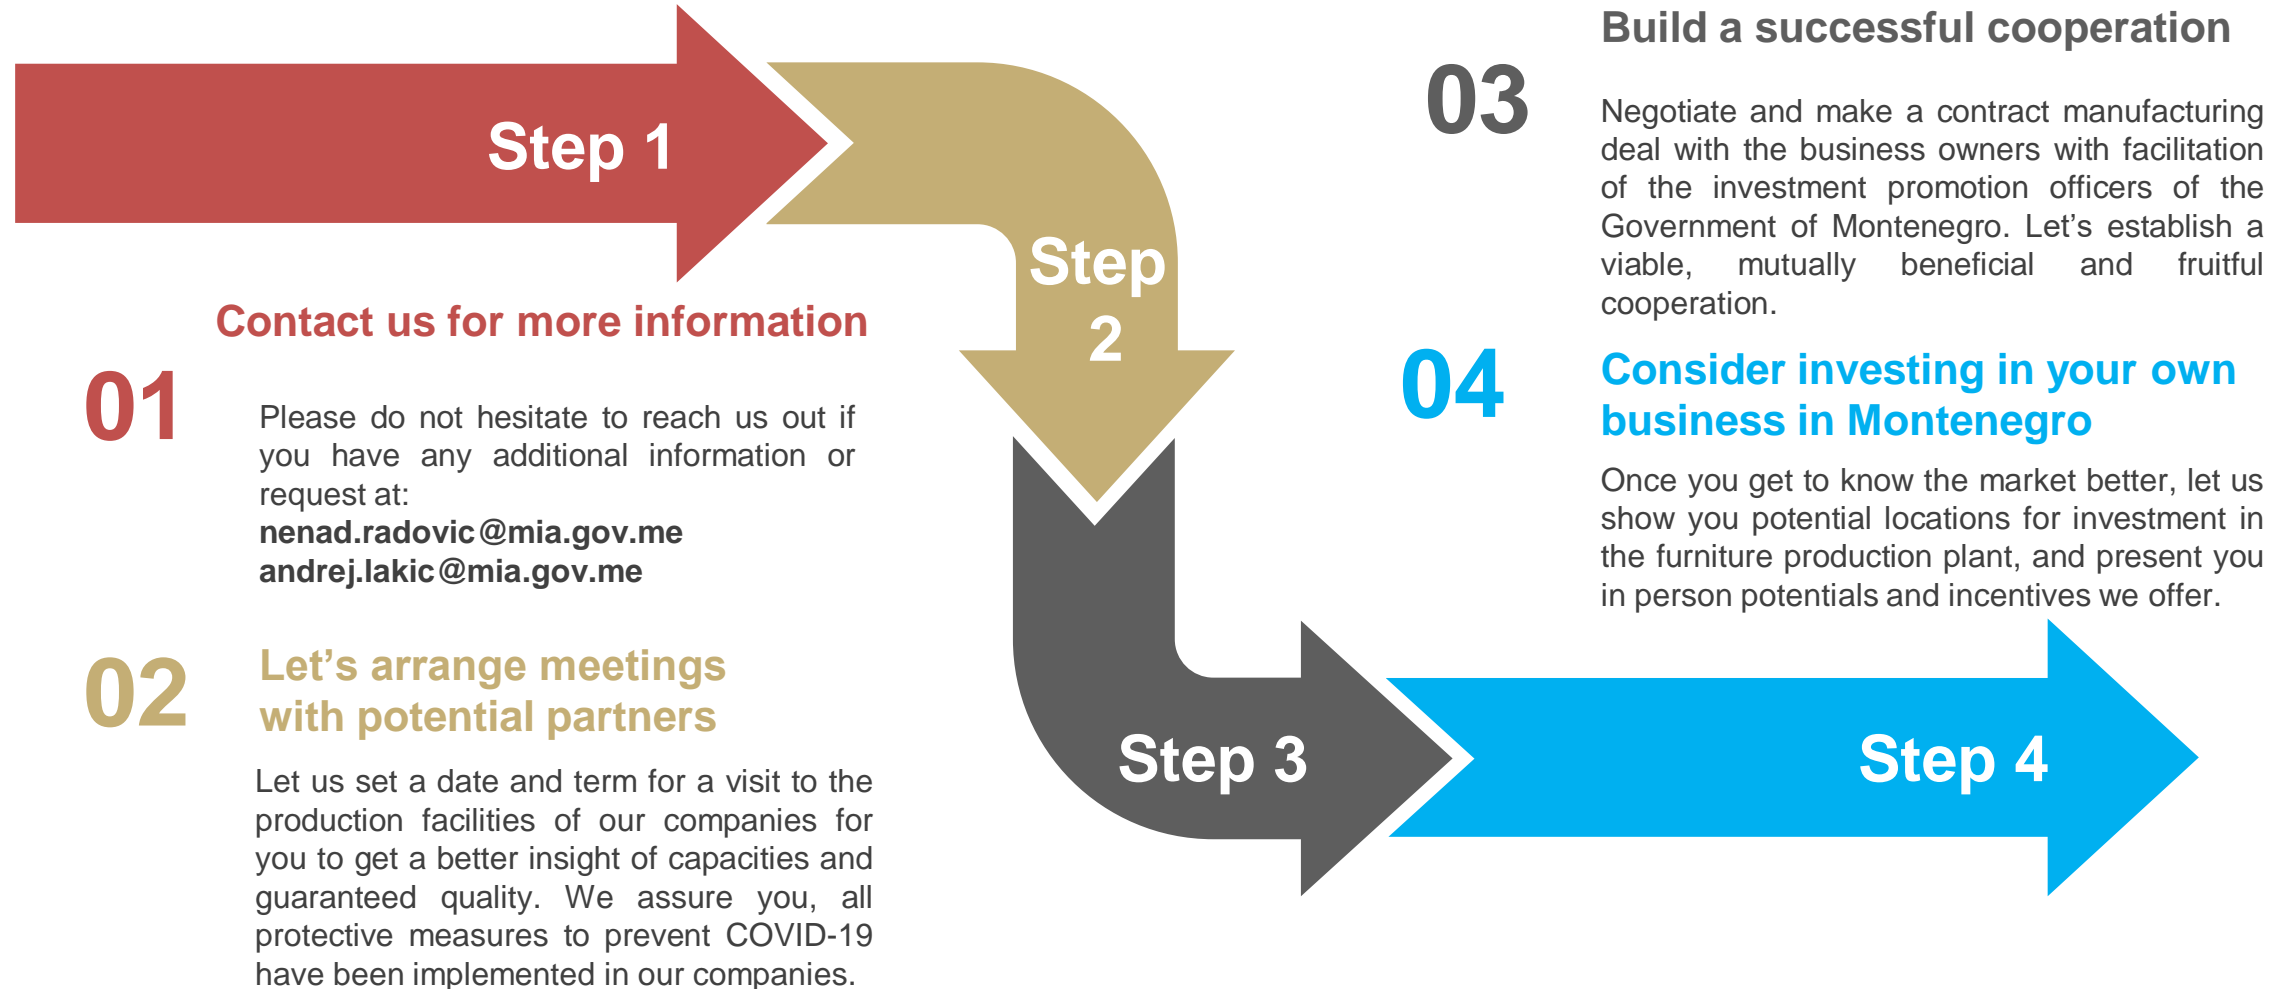 Step 1
Step
2
Step 3
Step 4
Contact us for more information
01
Please do not hesitate to reach us out if
you have any additional information or
request at:
nenad.radovic@mia.gov.me
andrej.lakic@mia.gov.me
02
Let’s arrange meetings
with potential partners
Let us set a date and term for a visit to the
production facilities of our companies for
you to get a better insight of capacities and
guaranteed quality. We assure you, all
protective measures to prevent COVID-19
have been implemented in our companies.
Build a successful cooperation
03
Negotiate and make a contract manufacturing
deal with the business owners with facilitation
of the investment promotion officers of the
Government of Montenegro. Let’s establish a
viable, mutually beneficial and fruitful
cooperation.
04
Consider investing in your own
business in Montenegro
Once you get to know the market better, let us
show you potential locations for investment in
the furniture production plant, and present you
in person potentials and incentives we offer.